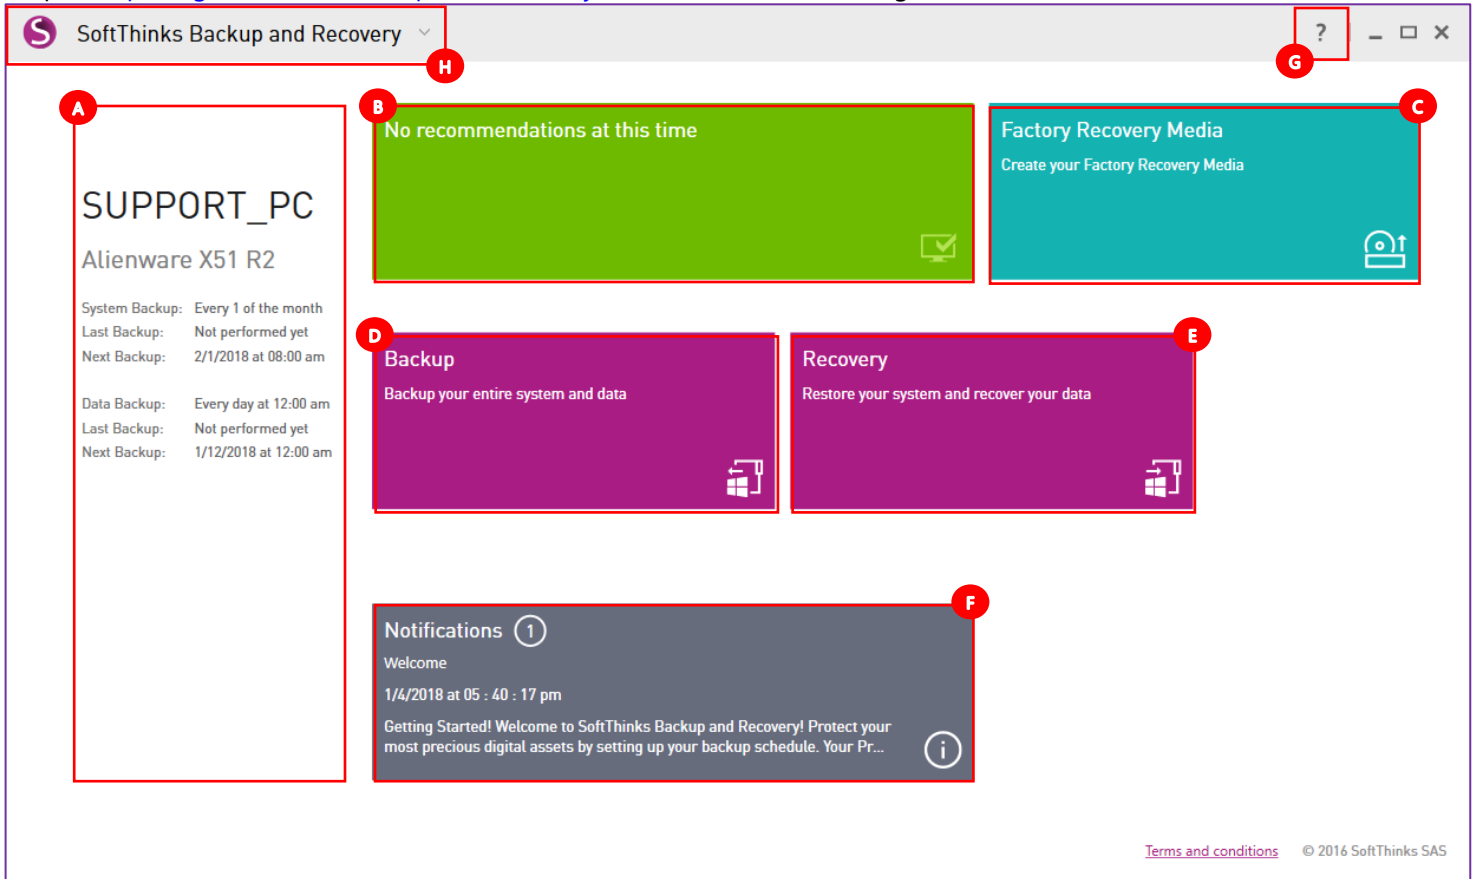 SoftThinks Backup and Recovery
H
?
G
A
SUPPORT_PC
Alienware X51 R2
System Backup: Every 1 of the month
Last Backup: Not performed yet
Next Backup: 2/1/2018 at 08:00 am
Data Backup: Every day at 12:00 am
Last Backup: Not performed yet
Next Backup: 1/12/2018 at 12:00 am
B
No recommendations at this time
C
Factory Recovery Media
Create your Factory Recovery Media
D
Backup
Backup your entire system and data
E
Recovery
Restore your system and recover your data
F
Notifications 1
Welcome
1/4/2018 at 05 : 40 : 17 pm
Getting Started! Welcome to SoftThinks Backup and Recovery! Protect your
most precious digital assets by setting up your backup schedule. Your Pr...
Terms and conditions © 2016 SoftThinks SAS